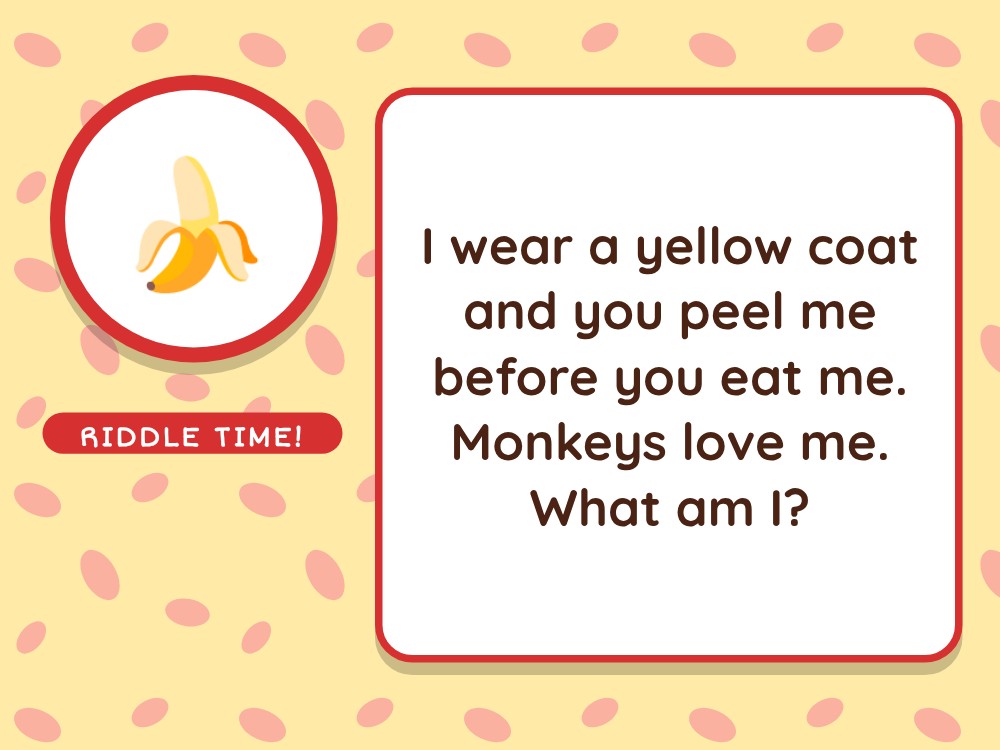 RIDDLE TIME!
I wear a yellow coat
and you peel me
before you eat me.
Monkeys love me.
What am I?